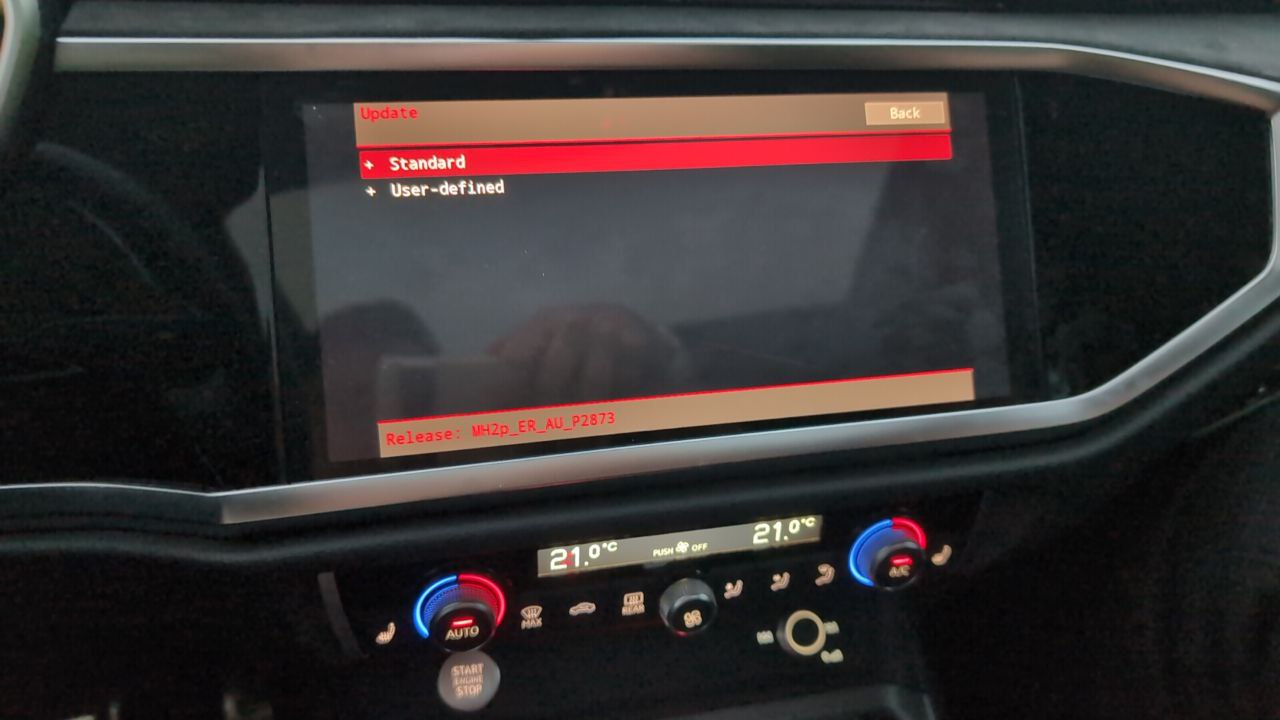 Update
Back
+ Standard
+ User-defined
Release: MH2p_ER_AU_P2873
21.0°C
PUSH OFF
21.0°C
AUTO
MAX
REAR
A/C
START
ENGINE
STOP